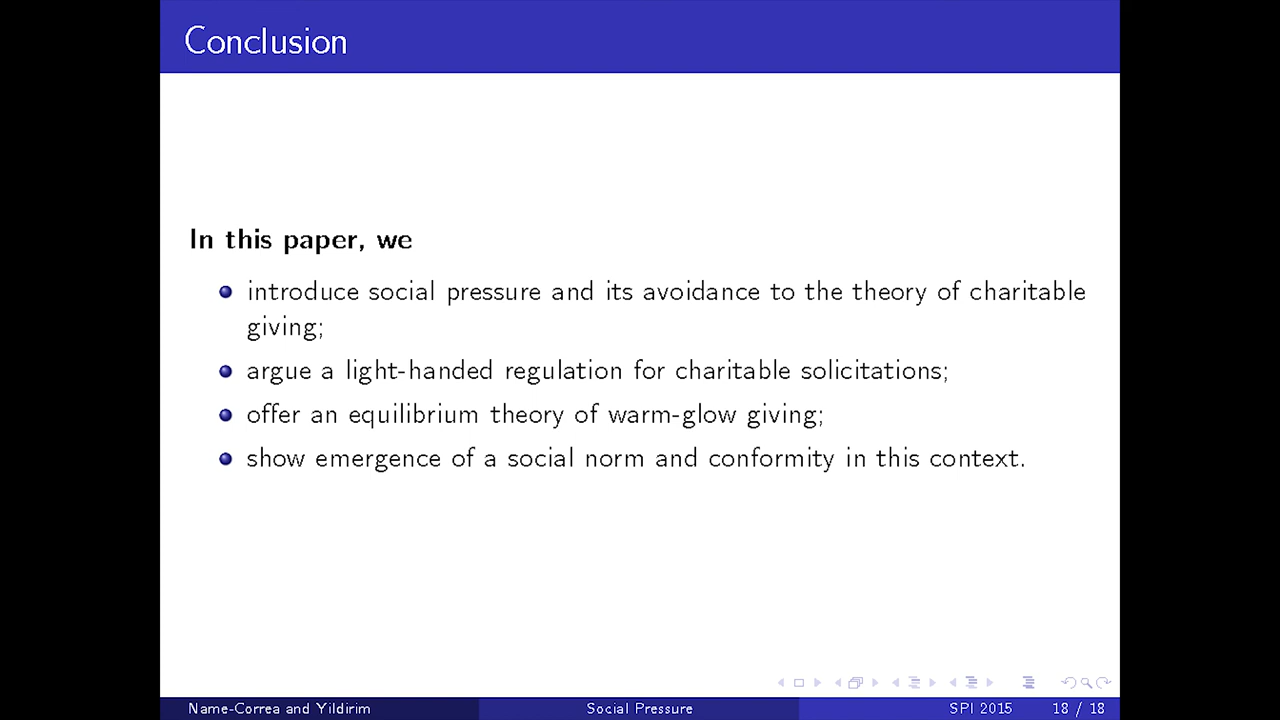 Conclusion
In this paper, we
introduce social pressure and its avoidance to the theory of charitable
giving;
argue a light-handed regulation for charitable solicitations;
offer an equilibrium theory of warm-glow giving;
show emergence of a social norm and conformity in this context.
Name-Correa and Yildirim
Social Pressure
SPI 2015
18 / 18